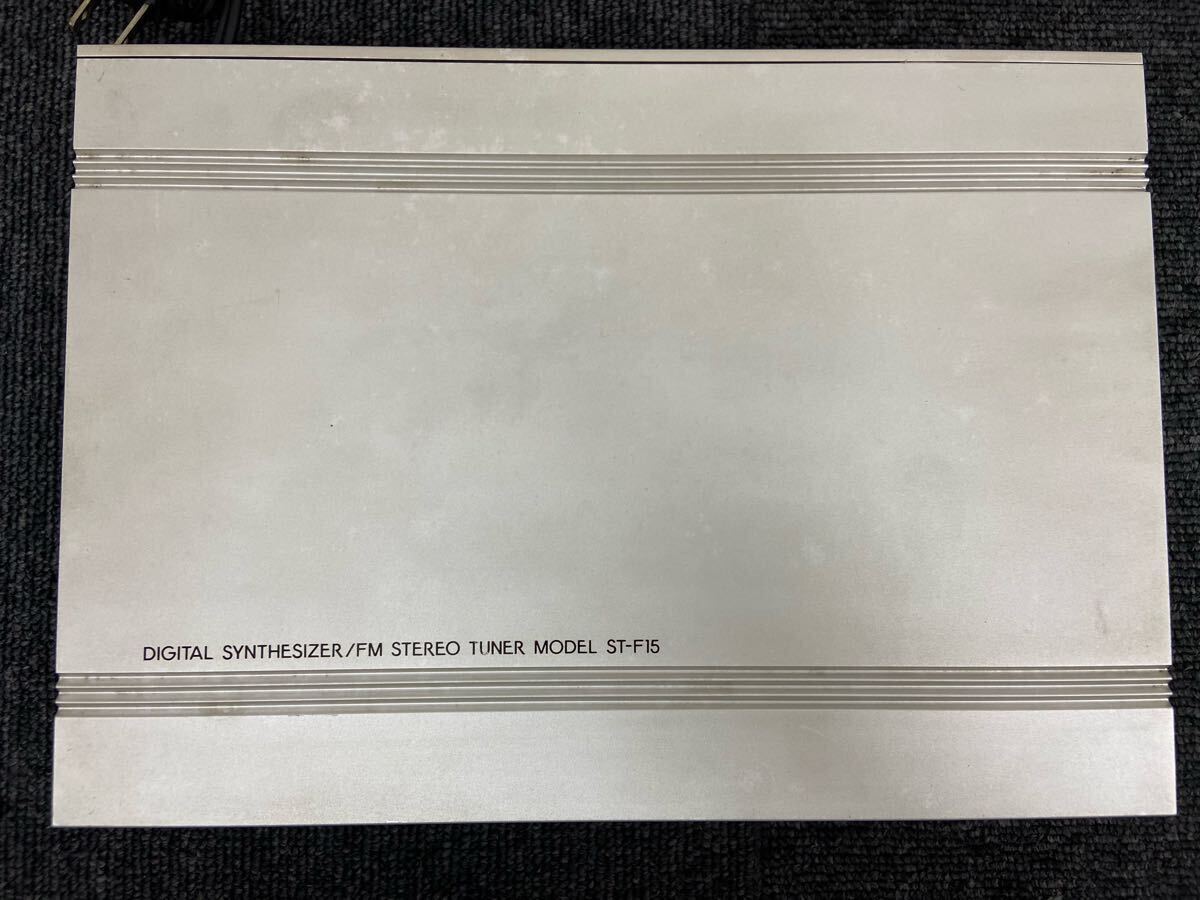 DIGITAL SYNTHESIZER/FM STEREO TUNER MODEL ST-F15